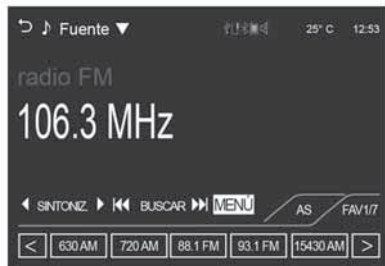 Fuente ▼ 25° C 12:53
radio FM
106.3 MHz
SINTONIZ. BUSCAR MENÚ AS FAV1/7
< 630 AM 720 AM 88.1 FM 93.1 FM 15430 AM >